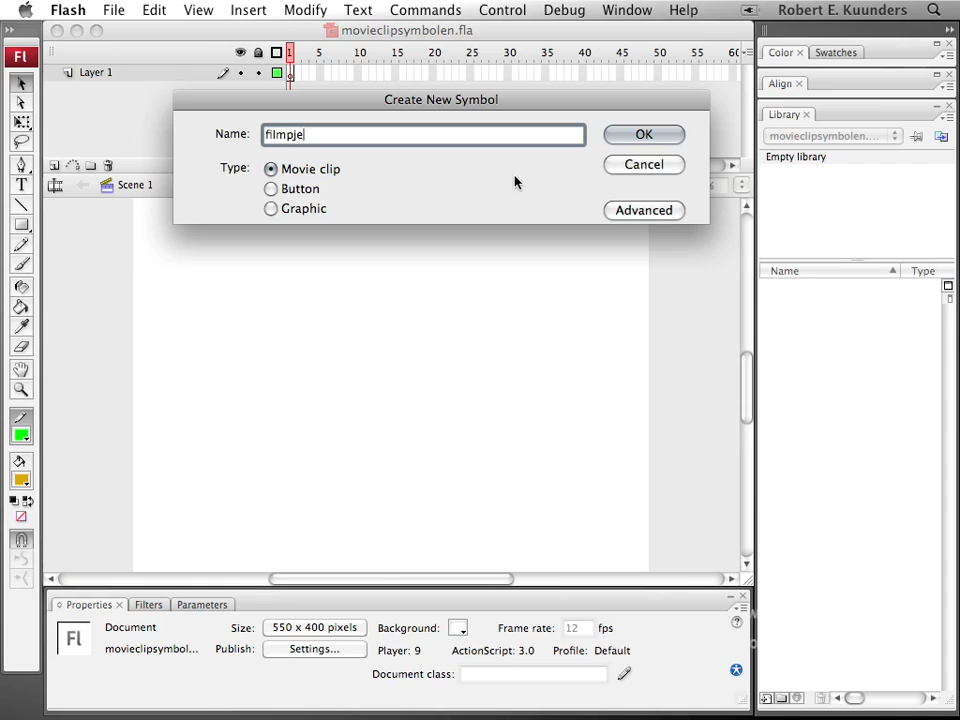 Flash File Edit View Insert Modify Text Commands Control Debug Window Help Robert E. Kuunders
movieclipsymbolen.fla
Fl
1 5 10 15 20 25 30 35 40 45 50 55 60
Layer 1
Scene 1
Create New Symbol
Name: filmpje
OK
Type: Movie clip
Cancel
Button
Graphic
Advanced
Color × Swatches
Align ×
Library ×
movieclipsymbolen....
Empty library
Name Type
Properties × Filters Parameters
Fl
Document
movieclipsymbol...
Size: 550 x 400 pixels
Background:
Frame rate: 12 fps
Publish: Settings...
Player: 9 ActionScript: 3.0 Profile: Default
Document class: